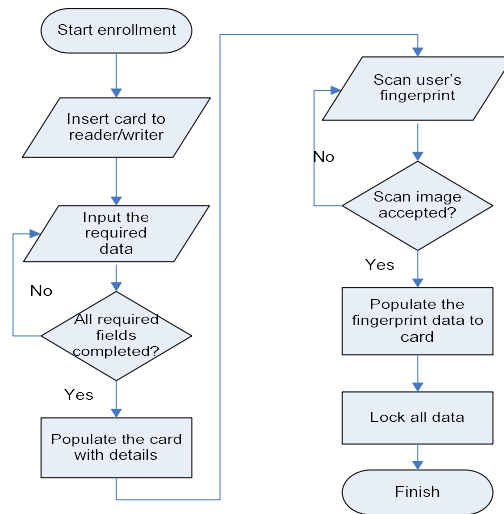 Start enrollment
Insert card to
reader/writer
Input the
required
data
No
All required
fields
completed?
Yes
Populate the card
with details
Scan user's
fingerprint
No
Scan image
accepted?
Yes
Populate the
fingerprint data to
card
Lock all data
Finish